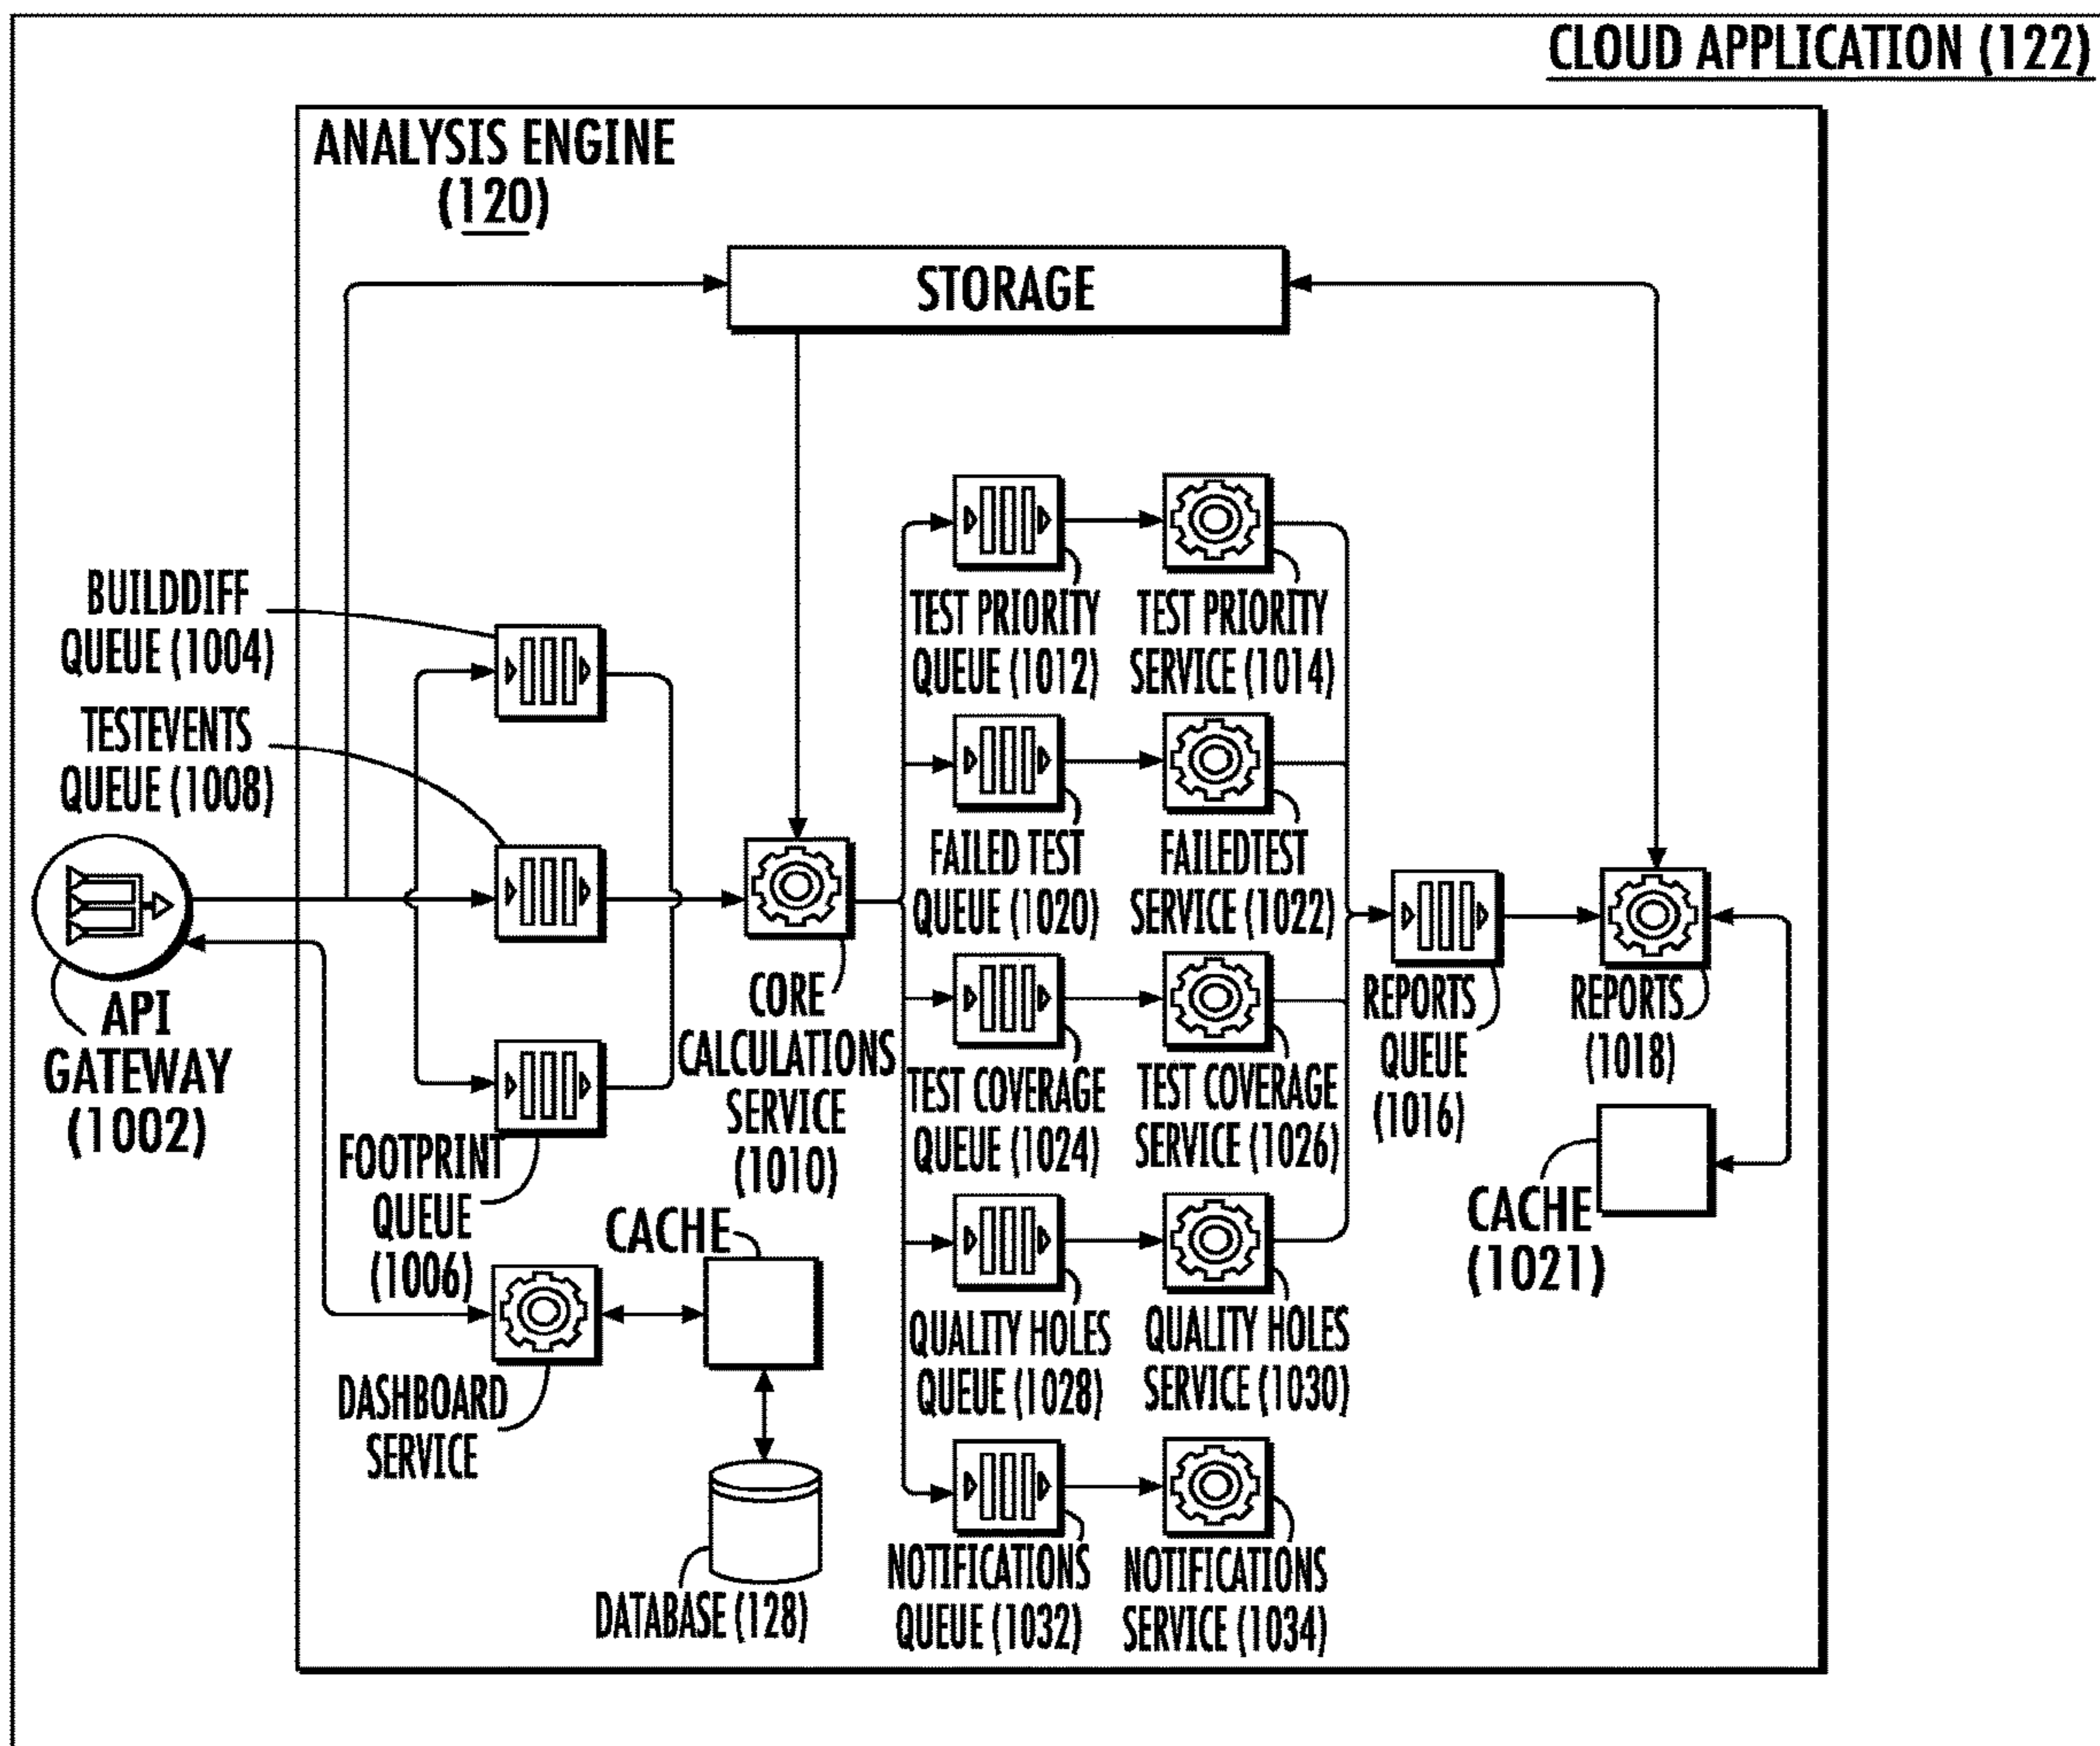 CLOUD APPLICATION (122)
ANALYSIS ENGINE
(120)
STORAGE
BUILDDIFF
QUEUE (1004)
TESTEVENTS
QUEUE (1008)
API
GATEWAY
(1002)
FOOTPRINT
QUEUE
(1006)
DASHBOARD
SERVICE
CACHE
DATABASE (128)
CORE
CALCULATIONS
SERVICE
(1010)
TEST PRIORITY
QUEUE (1012)
TEST PRIORITY
SERVICE (1014)
FAILED TEST
QUEUE (1020)
FAILEDTEST
SERVICE (1022)
TEST COVERAGE
QUEUE (1024)
TEST COVERAGE
SERVICE (1026)
QUALITY HOLES
QUEUE (1028)
QUALITY HOLES
SERVICE (1030)
NOTIFICATIONS
QUEUE (1032)
NOTIFICATIONS
SERVICE (1034)
REPORTS
QUEUE
(1016)
REPORTS
(1018)
CACHE
(1021)